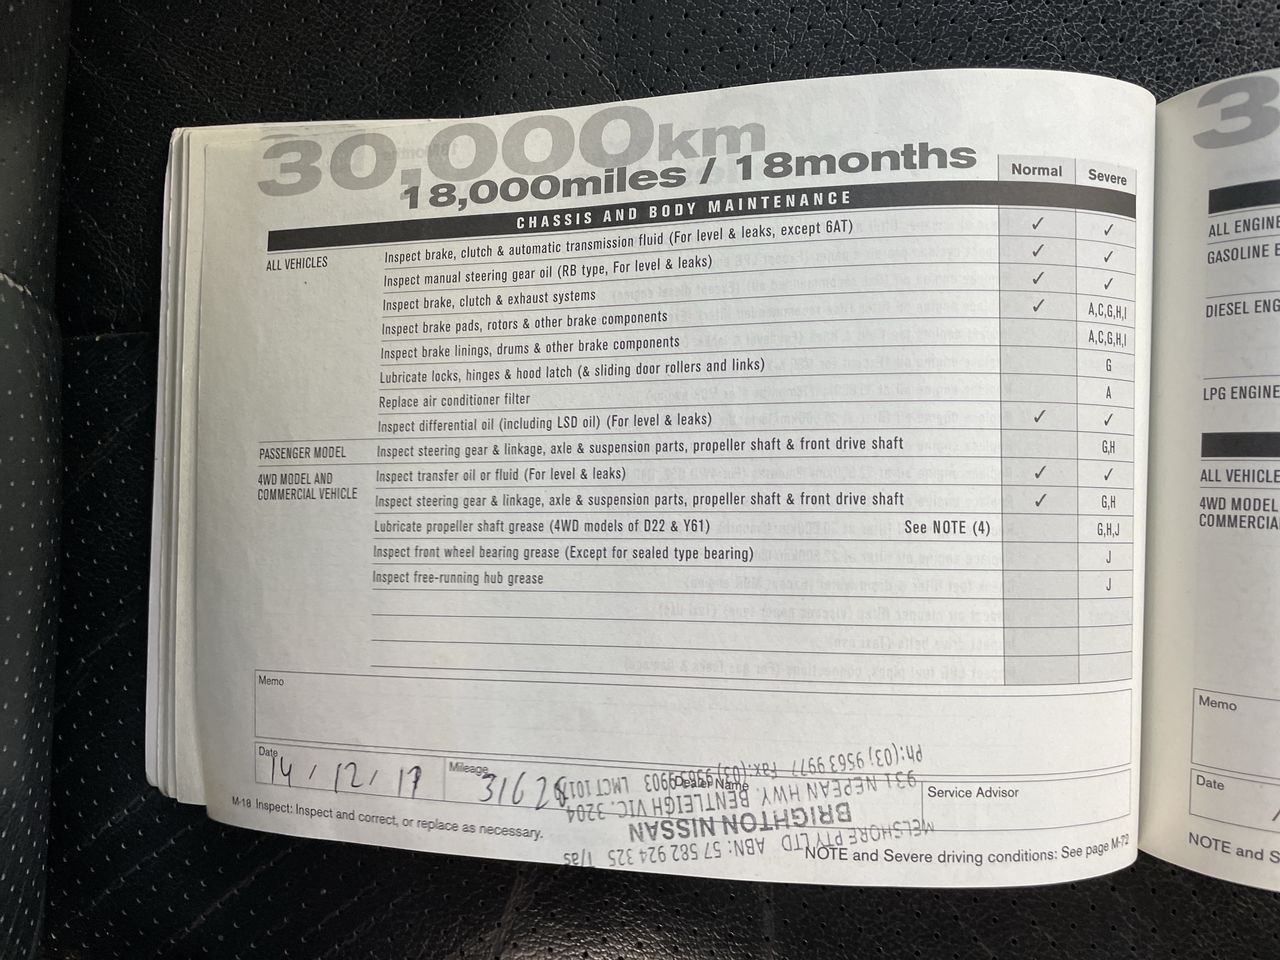 30,000km
18,000miles / 18months
Normal
Severe
CHASSIS AND BODY MAINTENANCE
ALL VEHICLES
Inspect brake, clutch & automatic transmission fluid (For level & leaks, except 6AT) ✓ ✓
Inspect manual steering gear oil (RB type, For level & leaks) ✓ ✓
Inspect brake, clutch & exhaust systems ✓ ✓
Inspect brake pads, rotors & other brake components ✓ A,C,G,H,I
Inspect brake linings, drums & other brake components A,C,G,H,I
Lubricate locks, hinges & hood latch (& sliding door rollers and links) G
Replace air conditioner filter A
Inspect differential oil (including LSD oil) (For level & leaks) ✓ ✓
PASSENGER MODEL
Inspect steering gear & linkage, axle & suspension parts, propeller shaft & front drive shaft G,H
4WD MODEL AND
COMMERCIAL VEHICLE
Inspect transfer oil or fluid (For level & leaks) ✓ ✓
Inspect steering gear & linkage, axle & suspension parts, propeller shaft & front drive shaft ✓ G,H
Lubricate propeller shaft grease (4WD models of D22 & Y61) See NOTE (4) G,H,J
Inspect front wheel bearing grease (Except for sealed type bearing) J
Inspect free-running hub grease J
Memo
Date
14 / 12 / 17
Mileage
Dealer Name
Service Advisor
MELSHORE PTY LTD ABN: 57 582 924 325 t/as
BRIGHTON NISSAN
931 NEPEAN HWY. BENTLEIGH VIC. 3204
Ph:(03) 9563 9977 Fax:(03)
M-18 Inspect: Inspect and correct, or replace as necessary.
NOTE and Severe driving conditions: See page M-72
3
ALL ENGINE
GASOLINE E
DIESEL ENG
LPG ENGINE
ALL VEHICLE
4WD MODEL
COMMERCIA
Memo
Date
NOTE and S